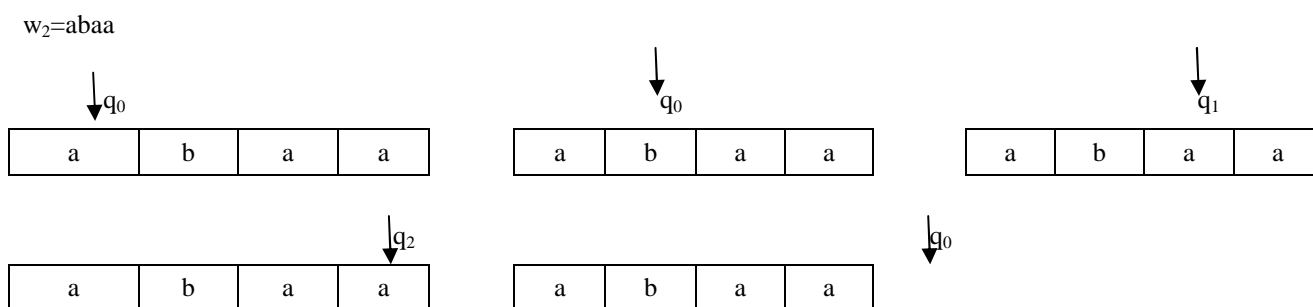 w₂=abaa
q₀ q₀ q₁
a b a a a b a a a b a a
q₂ q₀
a b a a a b a a